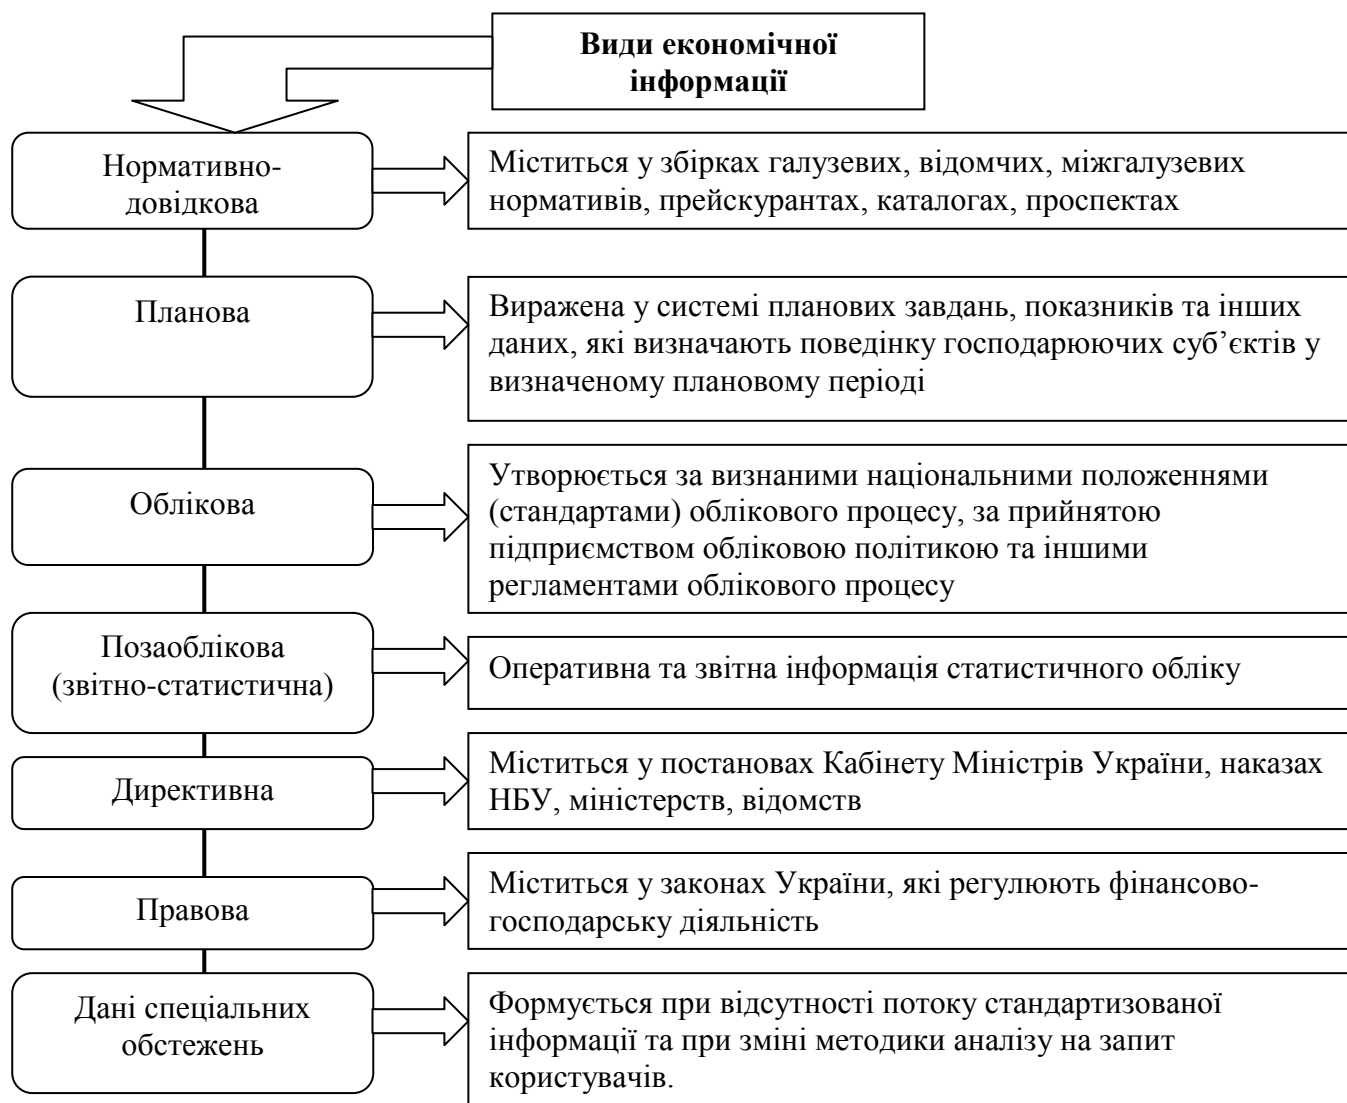 Види економічної
інформації
Нормативно-
довідкова
Міститься у збірках галузевих, відомчих, міжгалузевих
нормативів, прейскурантах, каталогах, проспектах
Планова
Виражена у системі планових завдань, показників та інших
даних, які визначають поведінку господарюючих суб’єктів у
визначеному плановому періоді
Облікова
Утворюється за визнаними національними положеннями
(стандартами) облікового процесу, за прийнятою
підприємством обліковою політикою та іншими
регламентами облікового процесу
Позаоблікова
(звітно-статистична)
Оперативна та звітна інформація статистичного обліку
Директивна
Міститься у постановах Кабінету Міністрів України, наказах
НБУ, міністерств, відомств
Правова
Міститься у законах України, які регулюють фінансово-
господарську діяльність
Дані спеціальних
обстежень
Формується при відсутності потоку стандартизованої
інформації та при зміні методики аналізу на запит
користувачів.